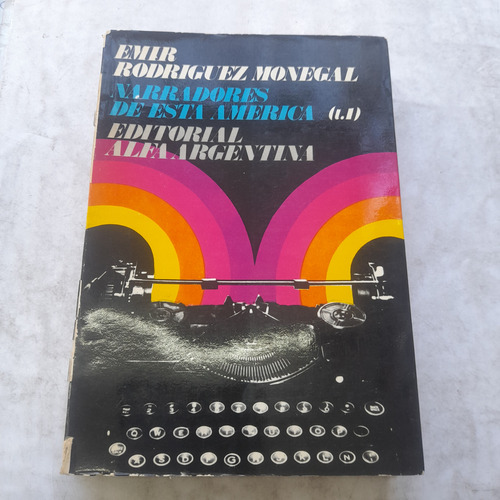 EMIR
RODRIGUEZ MONEGAL
NARRADORES
DE ESTA AMERICA (t.1)
EDITORIAL
ALFA ARGENTINA